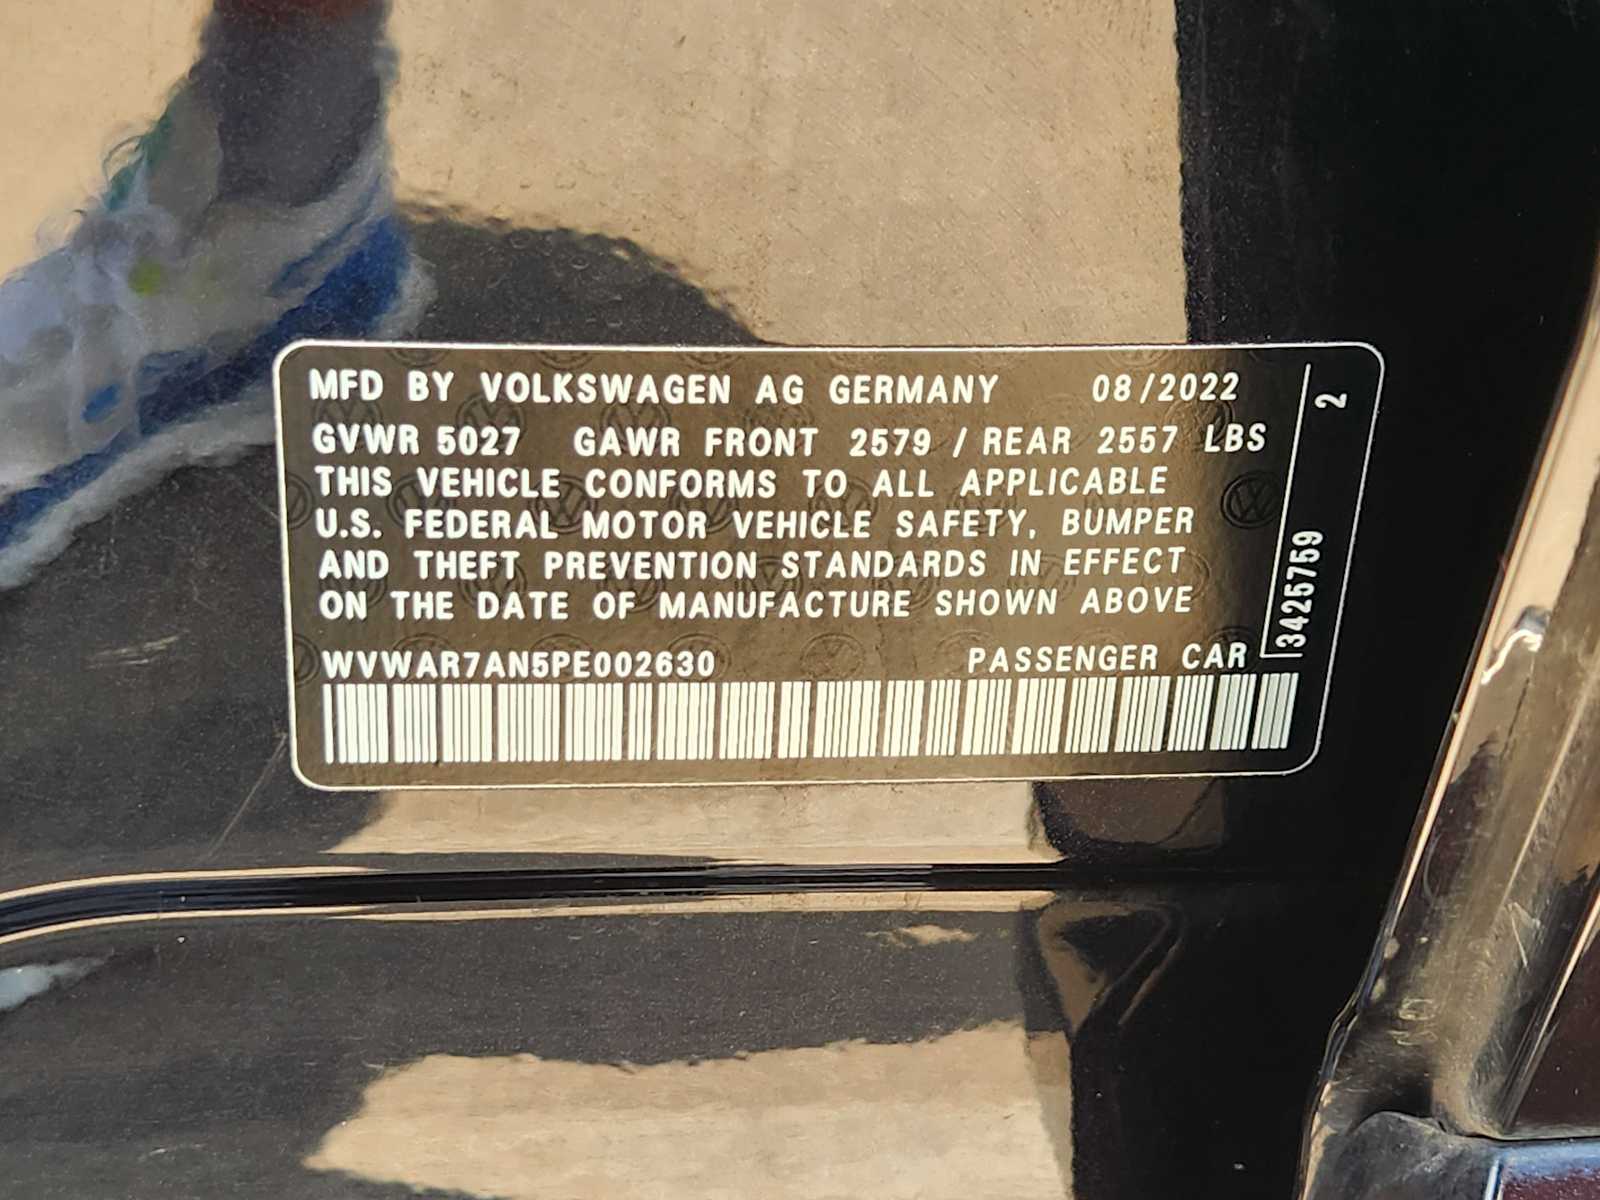 MFD BY VOLKSWAGEN AG GERMANY 08/2022
GVWR 5027 GAWR FRONT 2579 / REAR 2557 LBS
THIS VEHICLE CONFORMS TO ALL APPLICABLE
U.S. FEDERAL MOTOR VEHICLE SAFETY, BUMPER
AND THEFT PREVENTION STANDARDS IN EFFECT
ON THE DATE OF MANUFACTURE SHOWN ABOVE
WVWAR7AN5PE002630 PASSENGER CAR
3425759
2